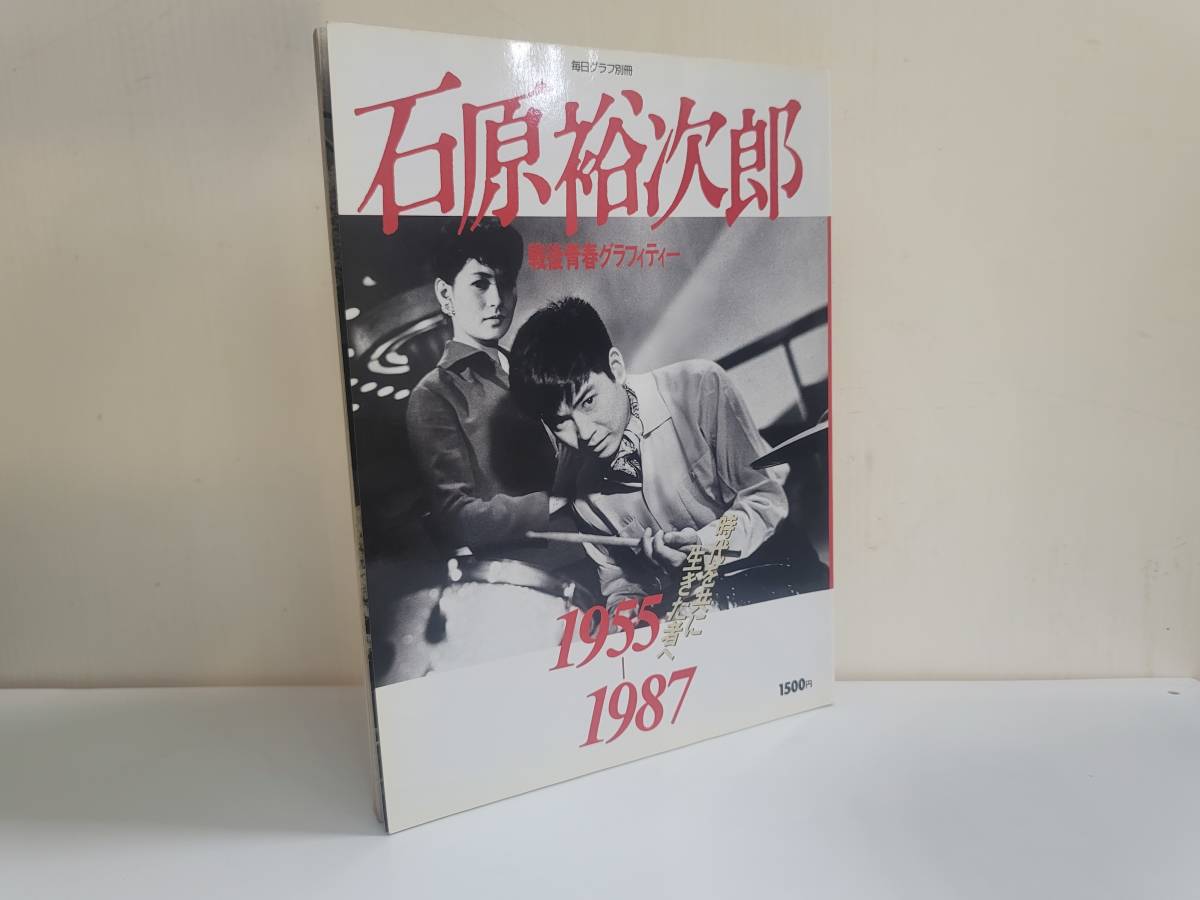 毎日グラフ別冊
石原裕次郎
戦後青春グラフィティー
時代を共に
生きた者へ
1955
1987
1500円